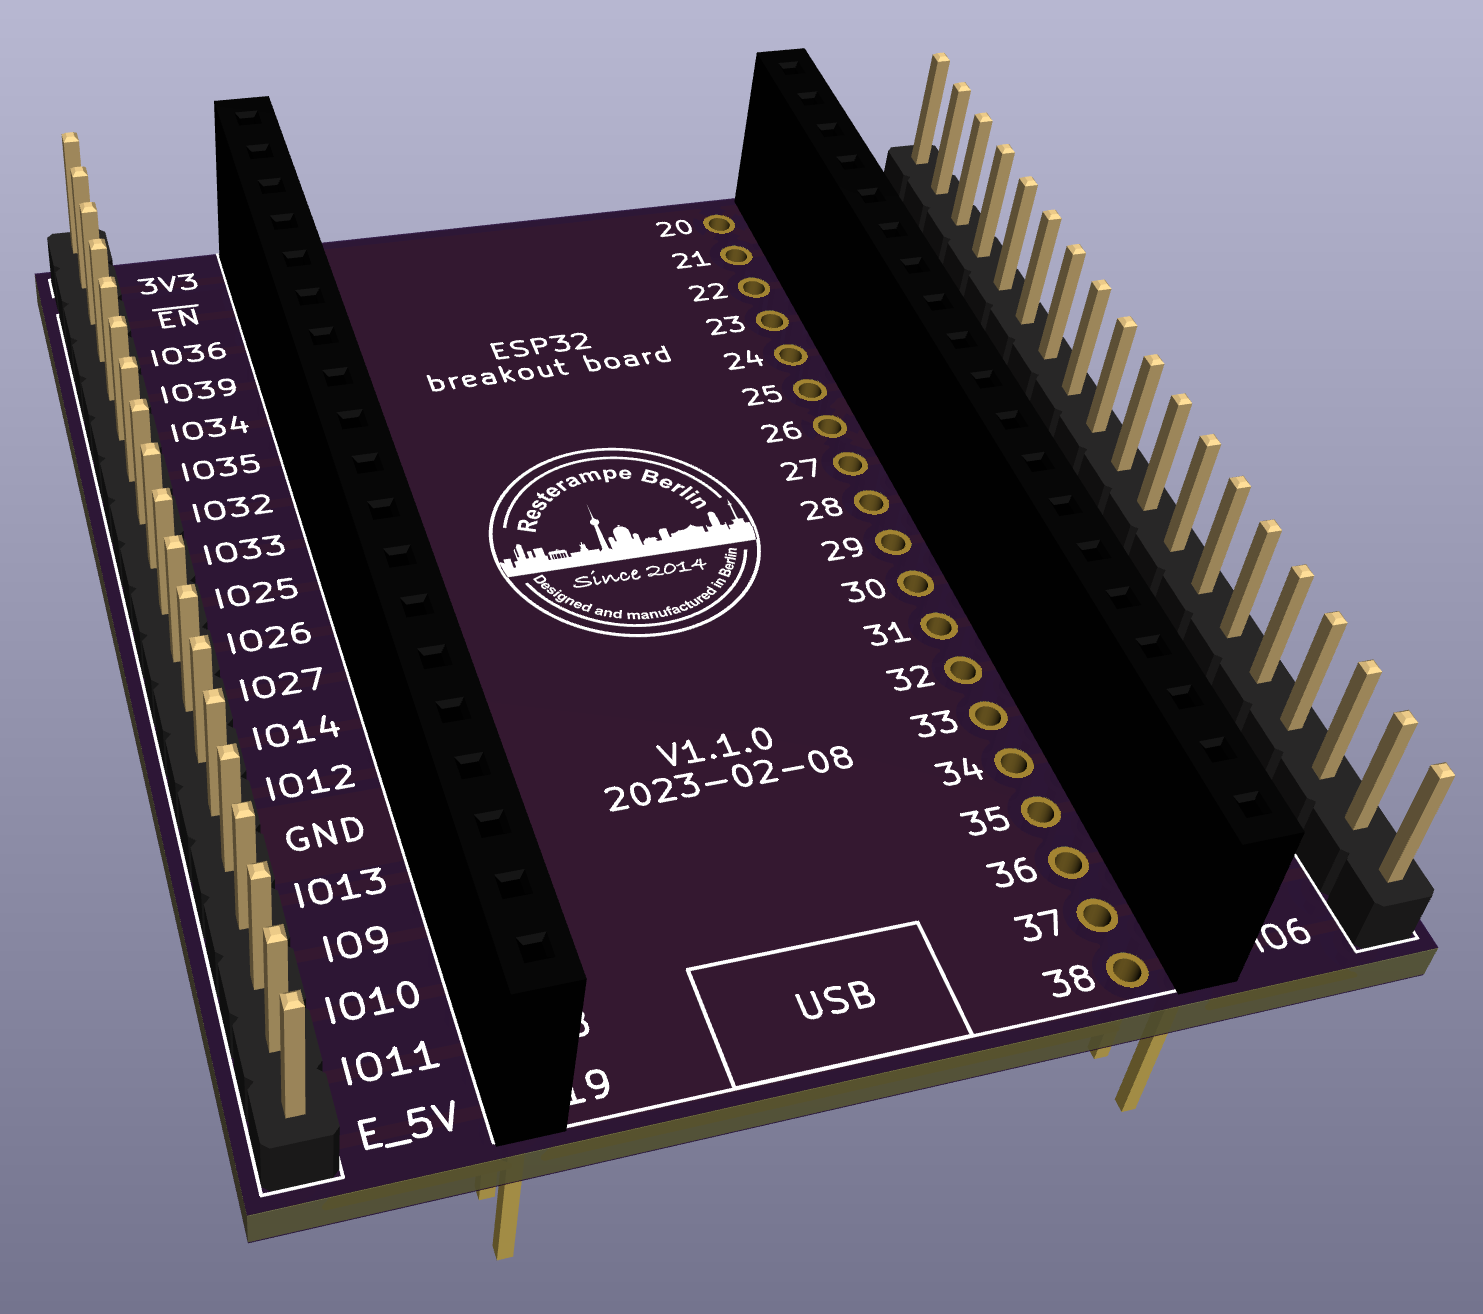 3V3
EN
IO36
IO39
IO34
IO35
IO32
IO33
IO25
IO26
IO27
IO14
IO12
GND
IO13
IO9
IO10
IO11
E_5V
ESP32
breakout board
Resterampe Berlin
Since 2014
Designed and manufactured in Berlin
V1.1.0
2023-02-08
20
21
22
23
24
25
26
27
28
29
30
31
32
33
34
35
36
37
38
19
USB
IO6